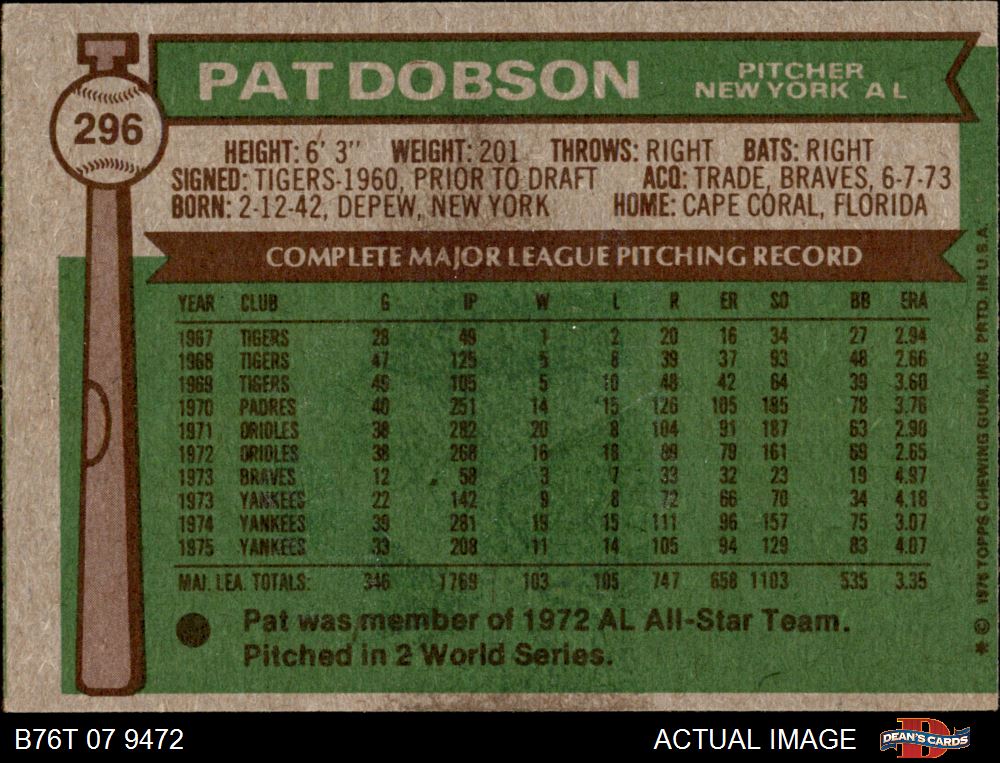 296
PAT DOBSON PITCHER
NEW YORK A L
HEIGHT: 6' 3" WEIGHT: 201 THROWS: RIGHT BATS: RIGHT
SIGNED: TIGERS-1960, PRIOR TO DRAFT ACQ: TRADE, BRAVES, 6-7-73
BORN: 2-12-42, DEPEW, NEW YORK HOME: CAPE CORAL, FLORIDA
COMPLETE MAJOR LEAGUE PITCHING RECORD
YEAR CLUB G IP W L R ER SO BB ERA
1967 TIGERS 28 49 1 2 20 16 34 27 2.94
1968 TIGERS 47 125 5 8 39 37 93 48 2.66
1969 TIGERS 49 105 5 10 48 42 64 39 3.60
1970 PADRES 40 251 14 15 126 105 185 78 3.76
1971 ORIOLES 38 282 20 8 104 91 187 63 2.90
1972 ORIOLES 38 268 16 18 89 79 161 69 2.65
1973 BRAVES 12 58 3 7 33 32 23 19 4.97
1973 YANKEES 22 142 9 8 72 66 70 34 4.18
1974 YANKEES 39 281 19 15 111 96 157 75 3.07
1975 YANKEES 33 208 11 14 105 94 129 83 4.07
MAJ. LEA. TOTALS: 346 1769 103 105 747 658 1103 535 3.35
Pat was member of 1972 AL All-Star Team.
Pitched in 2 World Series.
* © 1976 TOPPS CHEWING GUM, INC PRTD. IN U.S.A.
B76T 07 9472 ACTUAL IMAGE DEAN'S CARDS